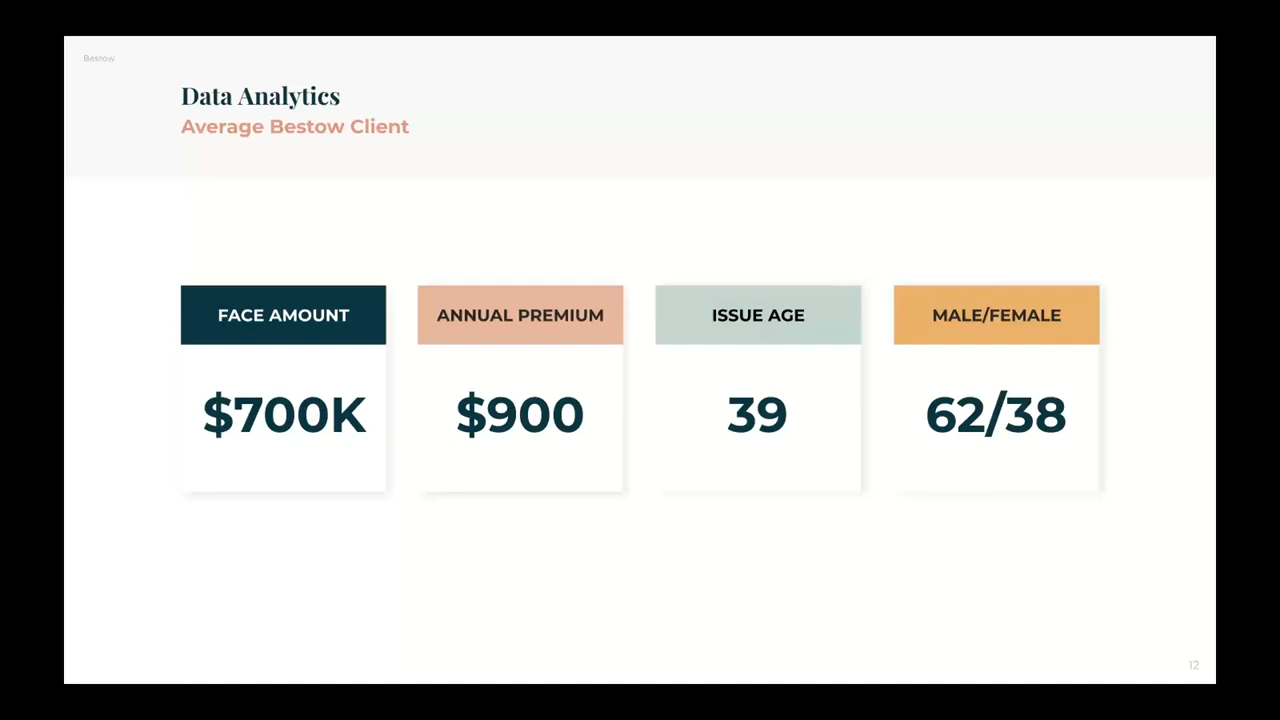 Bestow
Data Analytics
Average Bestow Client
FACE AMOUNT
$700K
ANNUAL PREMIUM
$900
ISSUE AGE
39
MALE/FEMALE
62/38
12